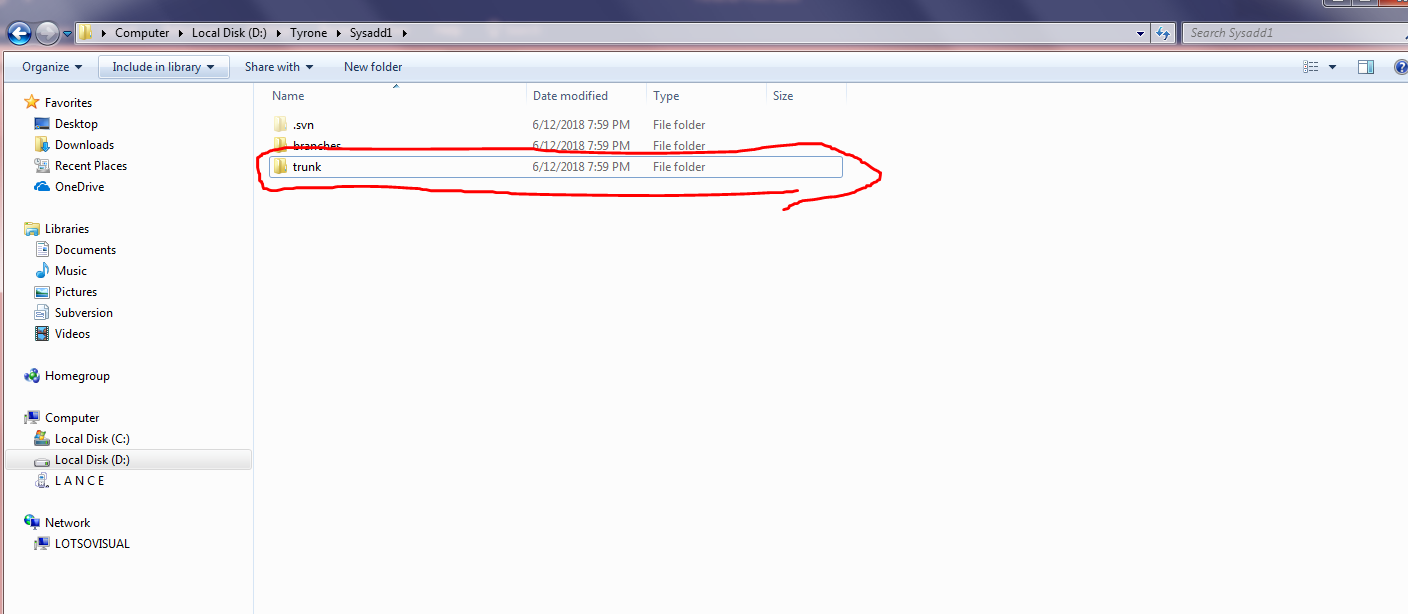 Computer Local Disk (D:) Tyrone Sysadd1 Search Sysadd1
Organize Include in library Share with New folder
Name Date modified Type Size
.svn 6/12/2018 7:59 PM File folder
branches 6/12/2018 7:59 PM File folder
trunk 6/12/2018 7:59 PM File folder
Favorites
Desktop
Downloads
Recent Places
OneDrive
Libraries
Documents
Music
Pictures
Subversion
Videos
Homegroup
Computer
Local Disk (C:)
Local Disk (D:)
L A N C E
Network
LOTSOVISUAL